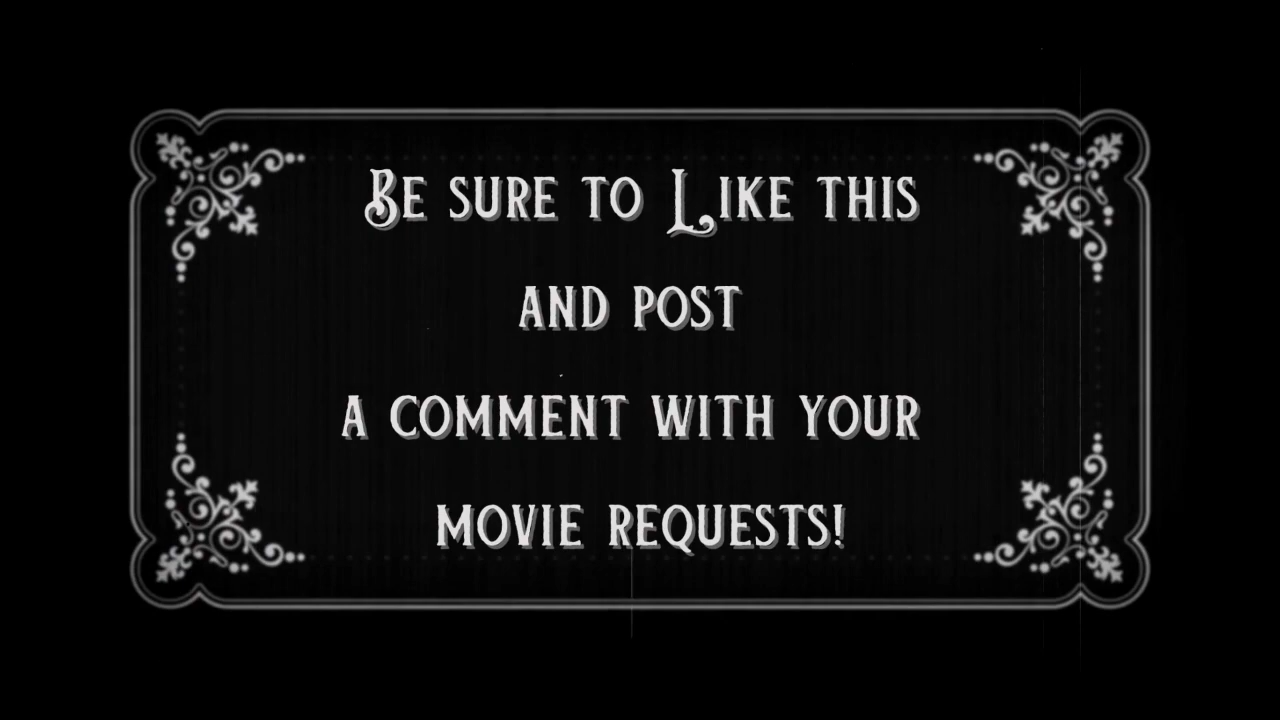 Be sure to Like this
and post
a comment with your
movie requests!